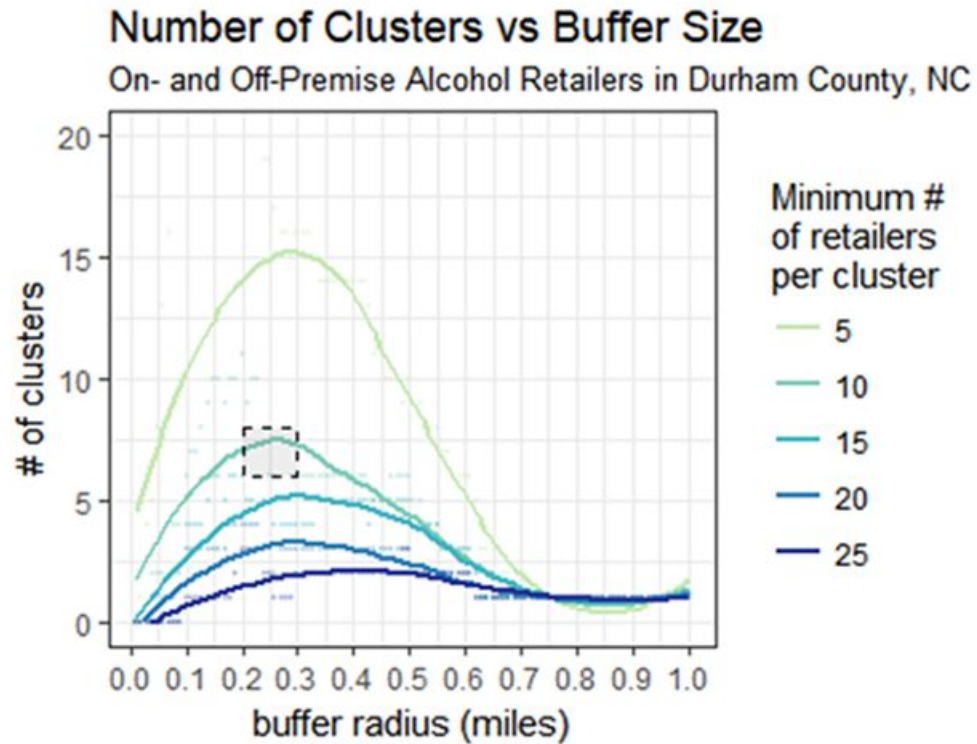 Number of Clusters vs Buffer Size
On- and Off-Premise Alcohol Retailers in Durham County, NC
20
15
10
5
0
# of clusters
0.0 0.1 0.2 0.3 0.4 0.5 0.6 0.7 0.8 0.9 1.0
buffer radius (miles)
Minimum #
of retailers
per cluster
5
10
15
20
25